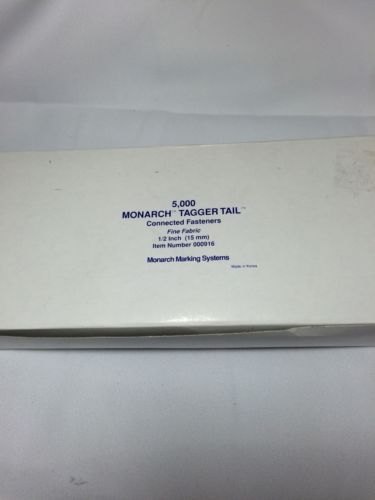 5,000
MONARCH™ TAGGER TAIL™
Connected Fasteners
Fine Fabric
1/2 Inch (15 mm)
Item Number 000916
Monarch Marking Systems
Made in Korea